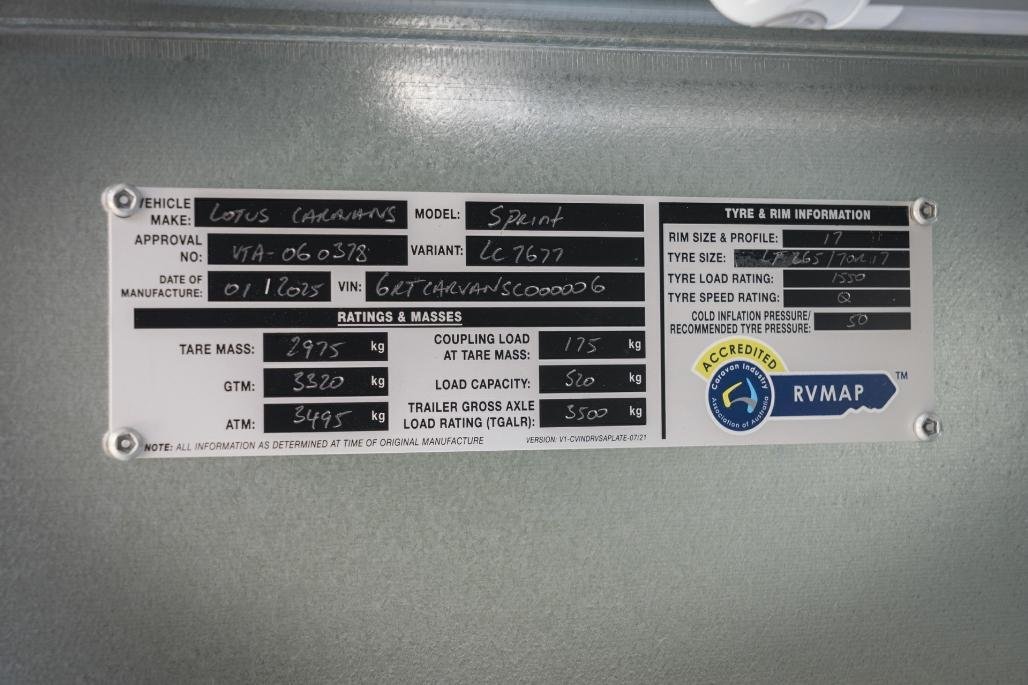 VEHICLE MAKE: LOTUS CARAVANS MODEL: Sprint
APPROVAL NO: VTA-060378 VARIANT: LC7677
DATE OF MANUFACTURE: 01/2025 VIN: 6RTCARVANSC000006
RATINGS & MASSES
TARE MASS: 2975 kg COUPLING LOAD AT TARE MASS: 175 kg
GTM: 3320 kg LOAD CAPACITY: 520 kg
ATM: 3495 kg TRAILER GROSS AXLE LOAD RATING (TGALR): 3500 kg
NOTE: ALL INFORMATION AS DETERMINED AT TIME OF ORIGINAL MANUFACTURE VERSION: V1-CVINDRVSAPLATE-07/21
TYRE & RIM INFORMATION
RIM SIZE & PROFILE: 17
TYRE SIZE: LT265/70R17
TYRE LOAD RATING: 1550
TYRE SPEED RATING: Q
COLD INFLATION PRESSURE/
RECOMMENDED TYRE PRESSURE: 50
ACCREDITED
Caravan Industry Association of Australia
RVMAP TM